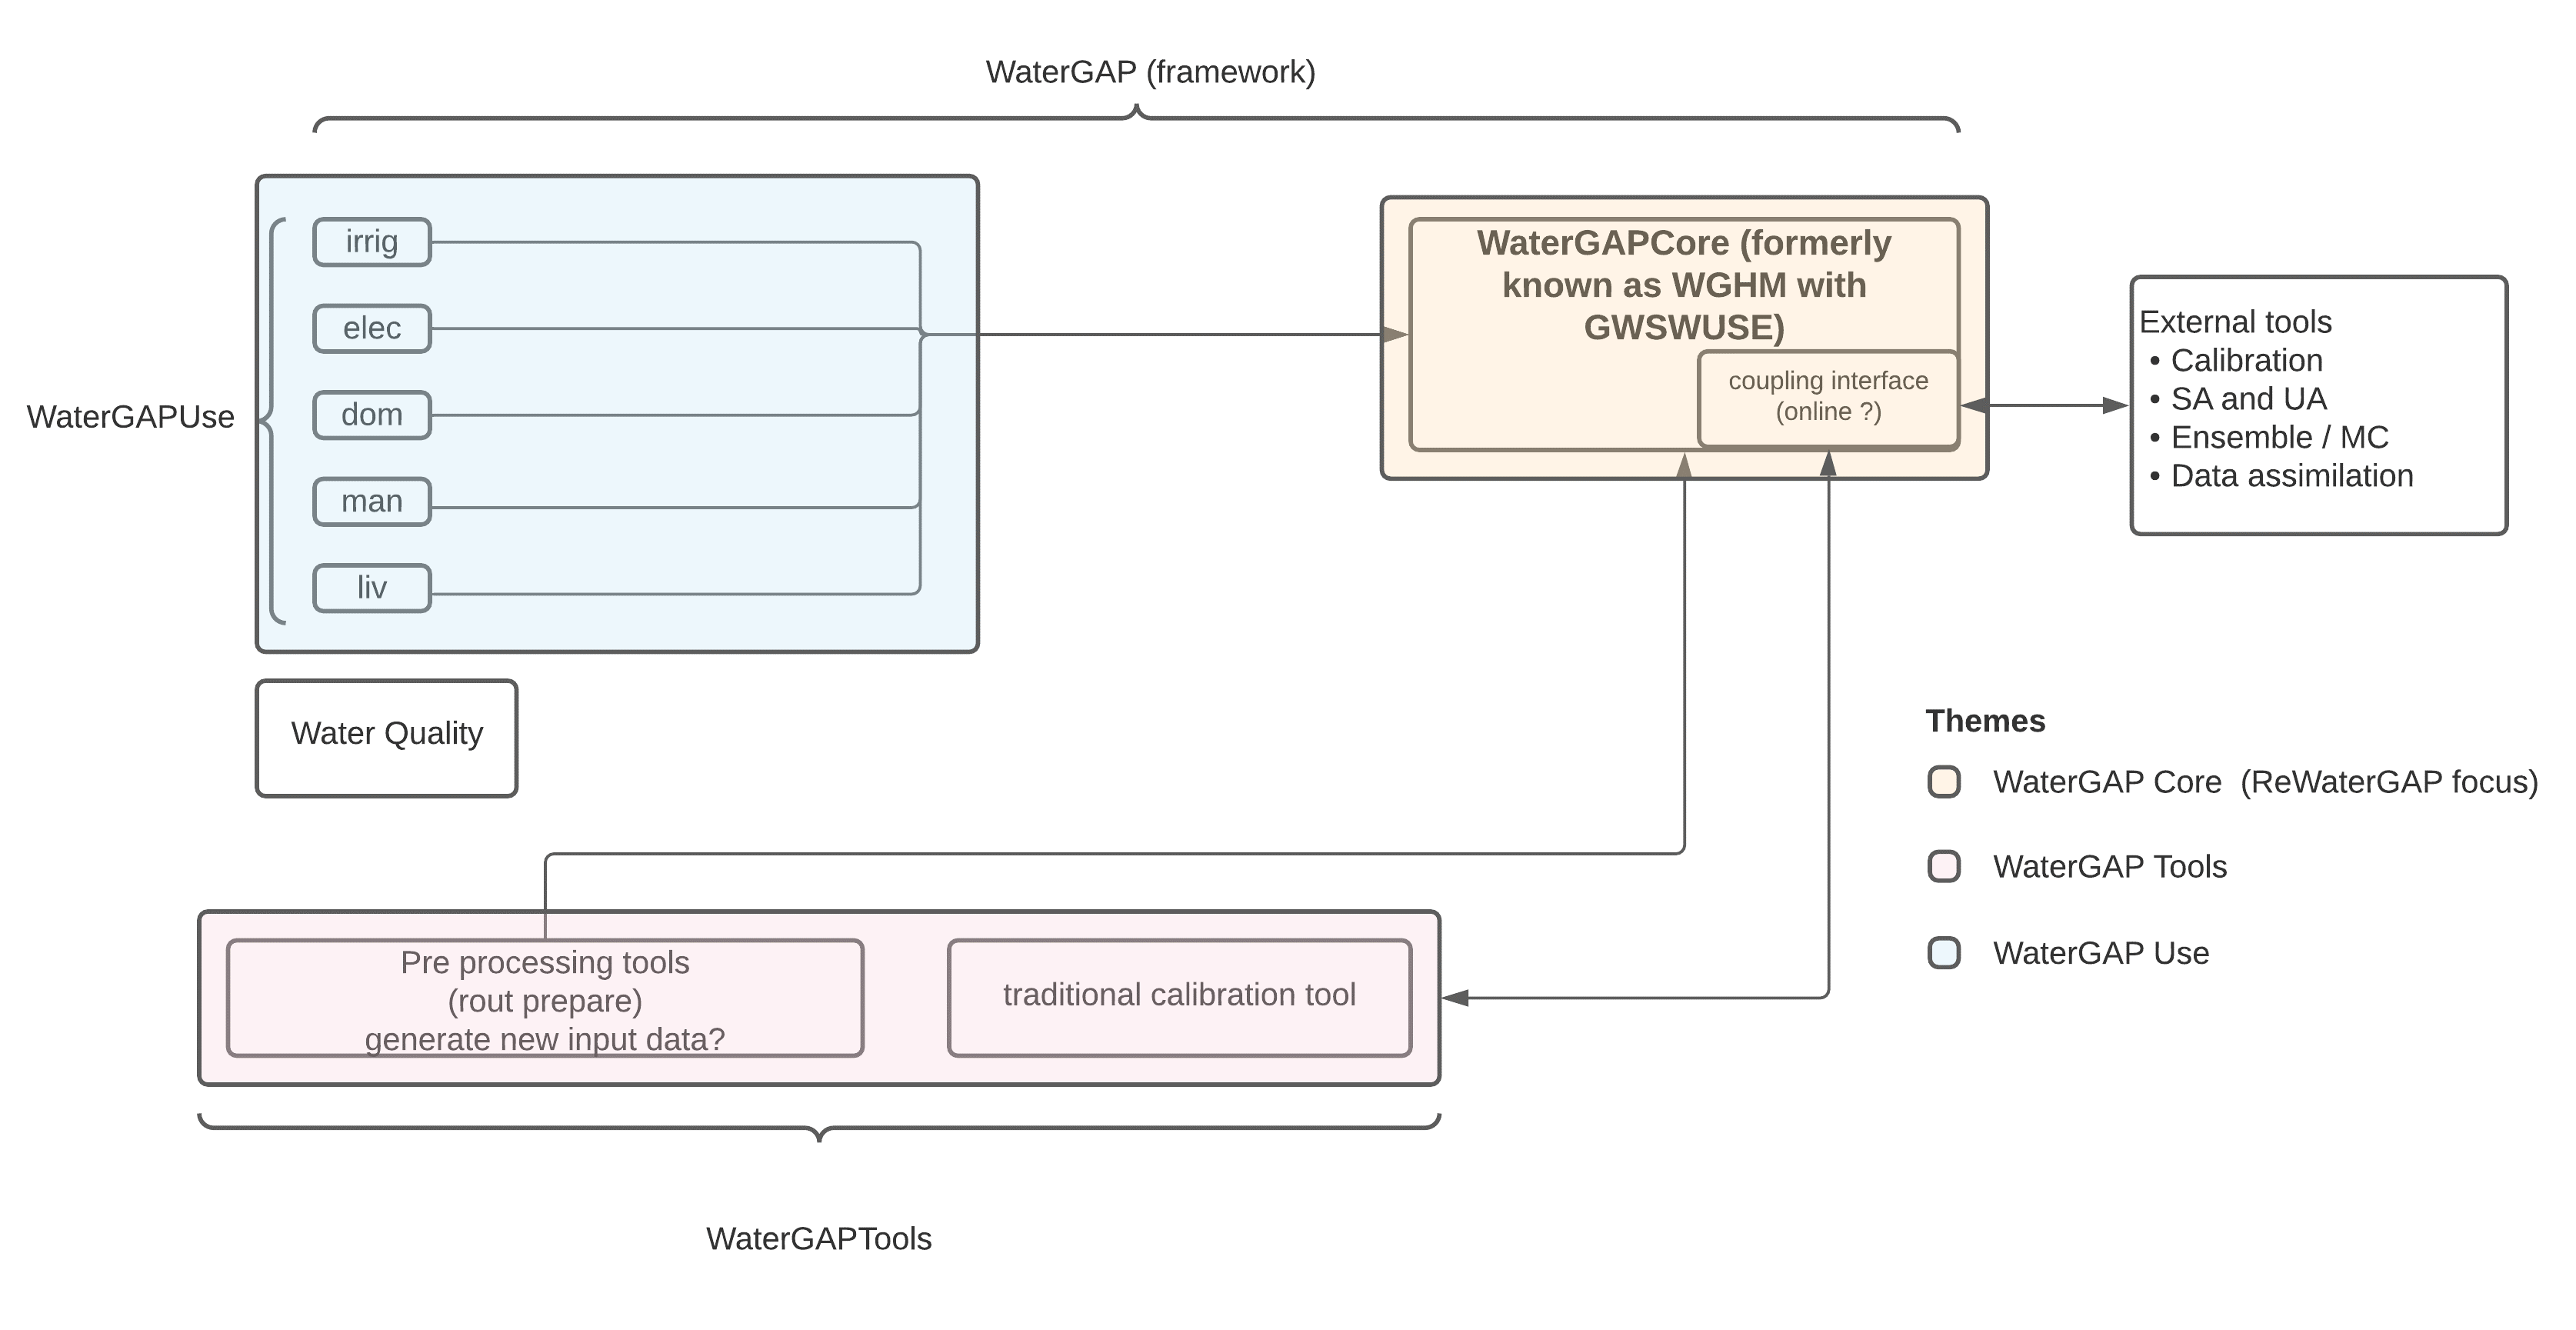 WaterGAP (framework)
irrig
elec
dom
man
liv
WaterGAPUse
WaterGAPCore (formerly
known as WGHM with
GWSWUSE)
coupling interface
(online ?)
External tools
• Calibration
• SA and UA
• Ensemble / MC
• Data assimilation
Water Quality
Themes
WaterGAP Core (ReWaterGAP focus)
WaterGAP Tools
WaterGAP Use
Pre processing tools
(rout prepare)
generate new input data?
traditional calibration tool
WaterGAPTools